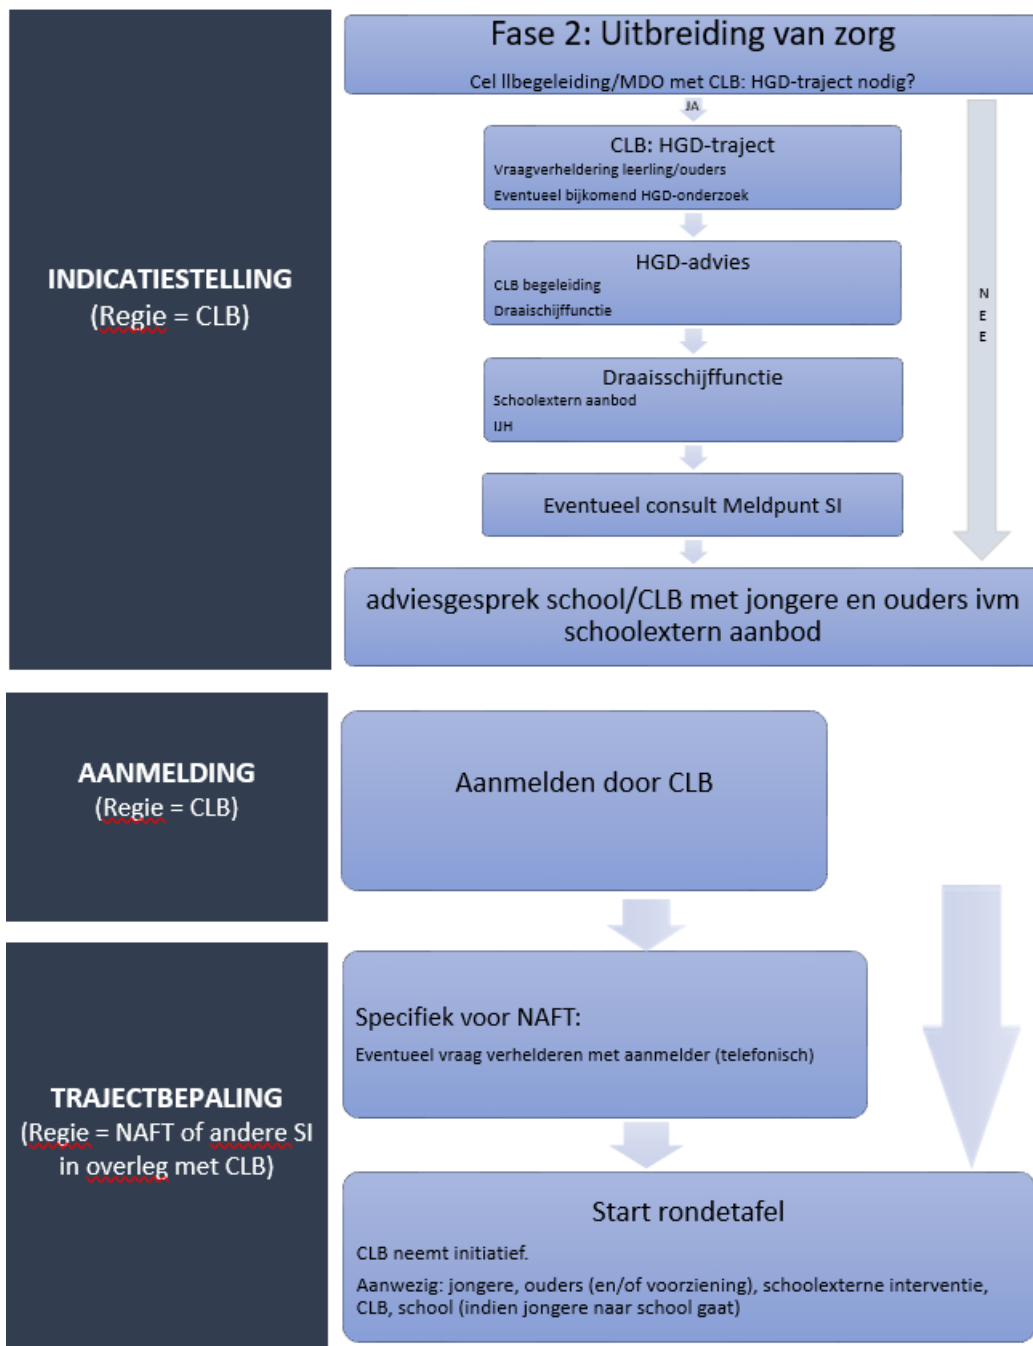 Fase 2: Uitbreiding van zorg
Cel llbegeleiding/MDO met CLB: HGD-traject nodig?
JA
CLB: HGD-traject
Vraagverheldering leerling/ouders
Eventueel bijkomend HGD-onderzoek
HGD-advies
CLB begeleiding
Draaischijffunctie
Draaisschijffunctie
Schoolextern aanbod
IJH
Eventueel consult Meldpunt SI
N
E
E
adviesgesprek school/CLB met jongere en ouders ivm
schoolextern aanbod
INDICATIESTELLING
(Regie = CLB)
AANMELDING
(Regie = CLB)
Aanmelden door CLB
TRAJECTBEPALING
(Regie = NAFT of andere SI
in overleg met CLB)
Specifiek voor NAFT:
Eventueel vraag verhelderen met aanmelder (telefonisch)
Start rondetafel
CLB neemt initiatief.
Aanwezig: jongere, ouders (en/of voorziening), schoolexterne interventie,
CLB, school (indien jongere naar school gaat)